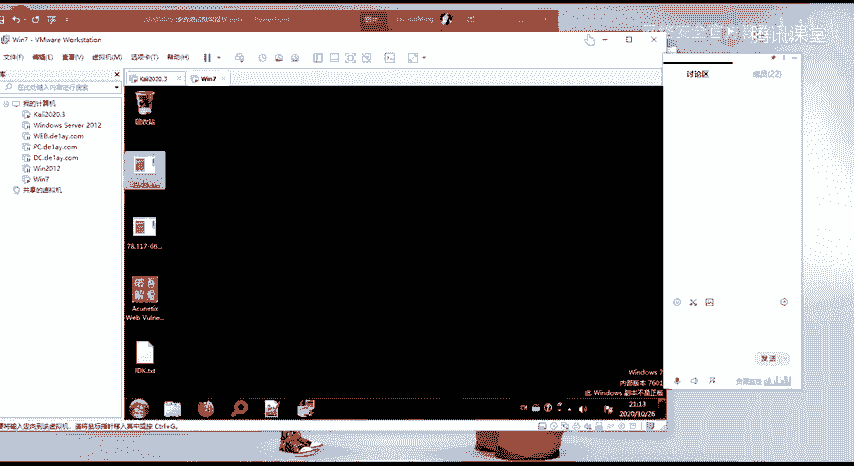 腾讯课堂
Win7 - VMware Workstation
文件(F) 编辑(E) 查看(V) 虚拟机(M) 选项卡(T) 帮助(H)
在此处键入内容进行搜索
Kali2020.3
Win7
讨论区
成员(22)
我的计算机
Kali2020.3
Windows Server 2012
WEB.de1ay.com
PC.de1ay.com
DC.de1ay.com
Win2012
Win7
共享的虚拟机
回收站
78.117-66...
Acunetix
Web Vulne...
JDK.txt
Windows 7
内部版本 7601
此 Windows 副本不是正版
21:13
2020/10/26
发送
要将输入定向到该虚拟机，请将鼠标指针移入其中或按 Ctrl+G。